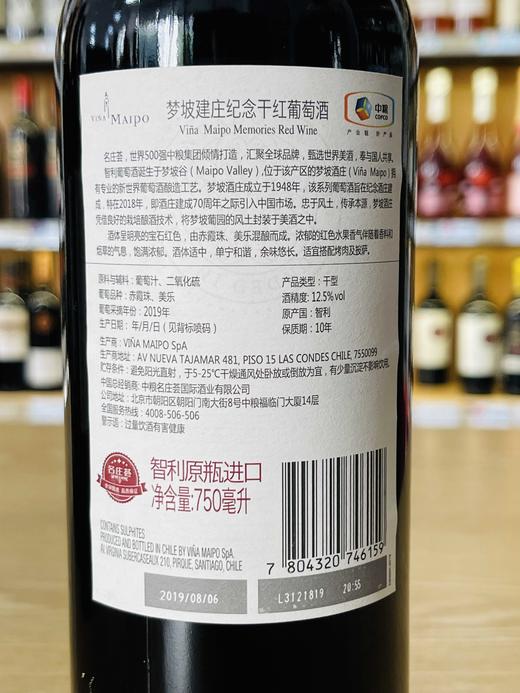 VIÑA MAIPO
梦坡建庄纪念干红葡萄酒
Viña Maipo Memories Red Wine
中粮
COFCO
产业链 好产品
名庄荟，世界500强中粮集团倾情打造，汇聚全球品牌，甄选世界美酒，奉与国人共享。
智利葡萄酒诞生于梦坡谷（Maipo Valley），位于该产区的梦坡酒庄（Viña Maipo）拥
有专业的新世界葡萄酒酿造工艺。梦坡酒庄成立于1948年，该系列葡萄酒旨在纪念建庄
成，特在2018年，即酒庄建成70周年之际引入中国市场。忠于风土，传承本源，梦坡酒庄
凭借良好的栽培酿酒技术，将梦坡葡园的风土封装于美酒之中。
酒体呈明亮的宝石红色，由赤霞珠、美乐混酿而成。浓郁的红色水果香气伴随着香料和
烟草的气息，饱满浓郁。酒体适中，单宁和谐，余味悠长。适宜搭配烤肉及披萨。
原料与辅料：葡萄汁、二氧化硫
产品类型：干型
葡萄品种：赤霞珠、美乐
酒精度：12.5%vol
葡萄采摘年份：2019年
原产国：智利
生产日期：年/月/日（见背标喷码）
保质期：10年
生产商：VIÑA MAIPO SpA
生产商地址：AV NUEVA TAJAMAR 481, PISO 15 LAS CONDES CHILE, 7550099
贮存条件：避免阳光直射，于5-25℃干燥通风处卧放或倒放为宜，有少量沉淀不影响饮用。
中国总经销商：中粮名庄荟国际酒业有限公司
地址：北京市朝阳区朝阳门南大街8号中粮福临门大厦14层
全国服务热线：4008-506-506
警示语：过量饮酒有害健康
名庄荟
智利原瓶进口
净含量:750毫升
CONTAINS SULPHITES
PRODUCED AND BOTTLED IN CHILE BY VIÑA MAIPO SpA.
AV. VIRGINIA SUBERCASEAUX 210, PIRQUE, SANTIAGO, CHILE
7 804320 746159
2019/08/06
L3121819 20:55